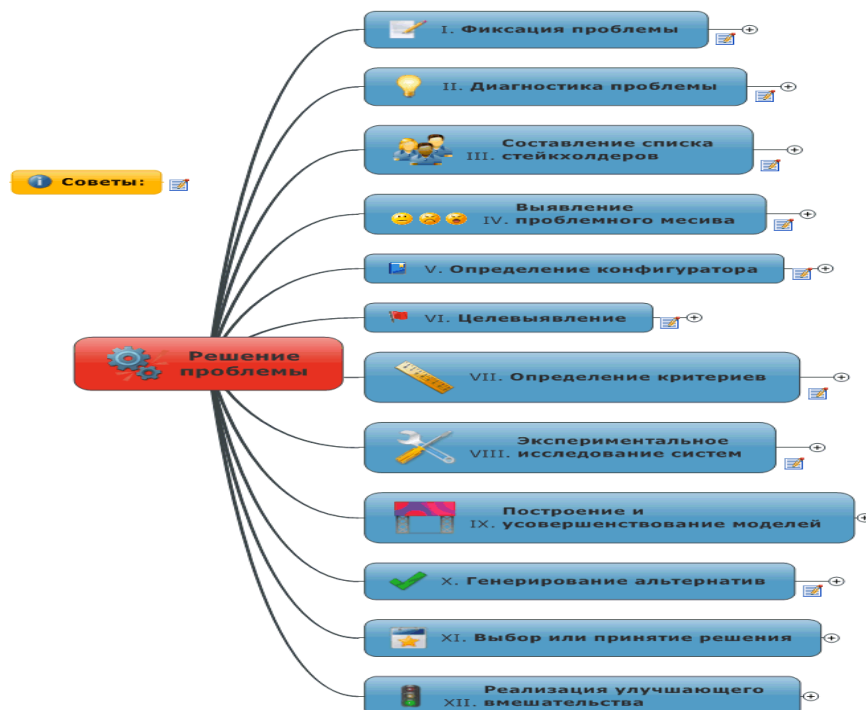 I. Фиксация проблемы
II. Диагностика проблемы
Составление списка
III. стейкхолдеров
Советы:
Выявление
IV. проблемного месива
V. Определение конфигуратора
VI. Целевыявление
Решение
проблемы
VII. Определение критериев
Экспериментальное
VIII. исследование систем
Построение и
IX. усовершенствование моделей
X. Генерирование альтернатив
XI. Выбор или принятие решения
Реализация улучшающего
XII. вмешательства